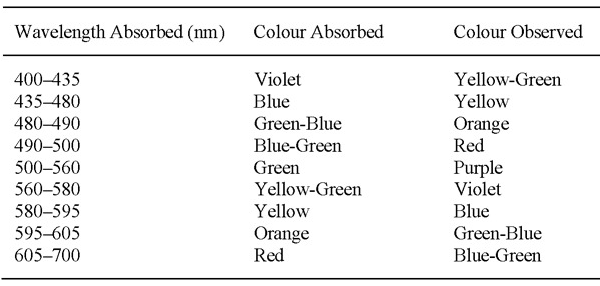 Wavelength Absorbed (nm) Colour Absorbed Colour Observed
400–435 Violet Yellow-Green
435–480 Blue Yellow
480–490 Green-Blue Orange
490–500 Blue-Green Red
500–560 Green Purple
560–580 Yellow-Green Violet
580–595 Yellow Blue
595–605 Orange Green-Blue
605–700 Red Blue-Green